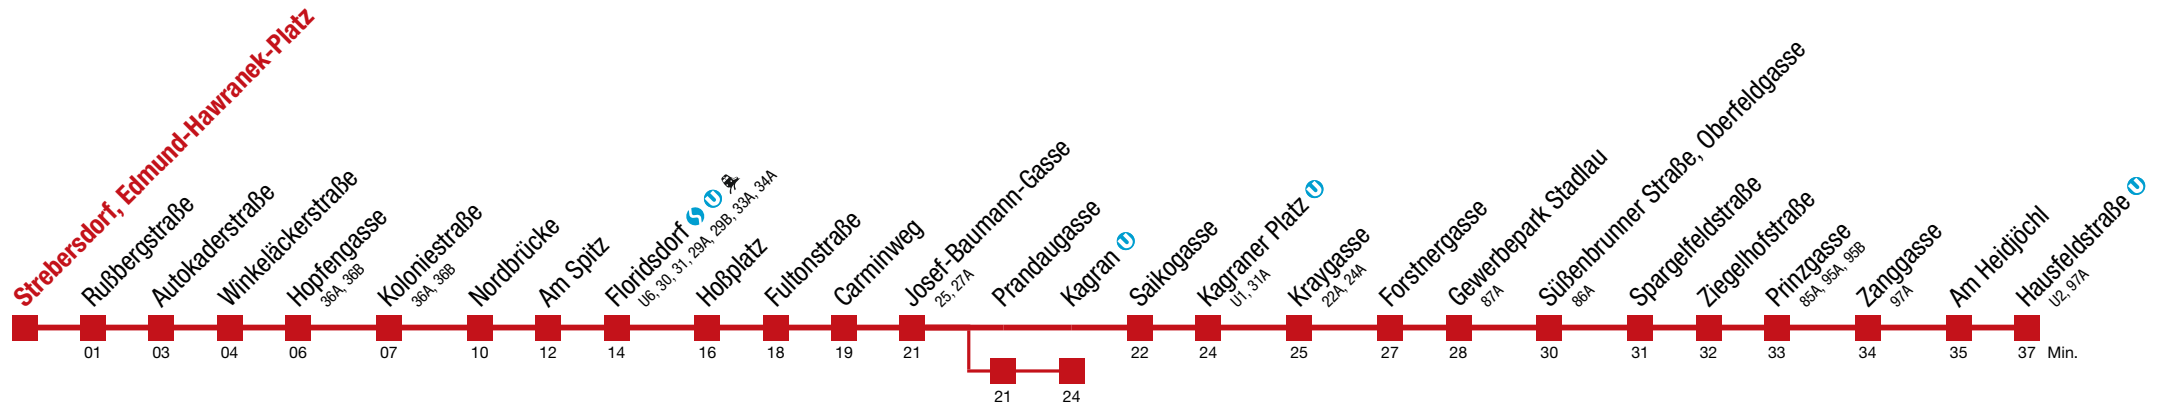 Strebersdorf, Edmund-Hawranek-Platz
Rußbergstraße
01
Autokaderstraße
03
Winkeläckerstraße
04
Hopfengasse
36A, 36B
06
Koloniestraße
36A, 36B
07
Nordbrücke
10
Am Spitz
12
Floridsdorf S U
U6, 30, 31, 29A, 29B, 33A, 34A
14
Hoßplatz
16
Fultonstraße
18
Carminweg
19
Josef-Baumann-Gasse
25, 27A
21
Prandaugasse
21
Kagran U
24
Saikogasse
22
Kagraner Platz U
U1, 31A
24
Kraygasse
22A, 24A
25
Forstnergasse
27
Gewerbepark Stadlau
87A
28
Süßenbrunner Straße, Oberfeldgasse
86A
30
Spargelfeldstraße
31
Ziegelhofstraße
32
Prinzgasse
85A, 95A, 95B
33
Zanggasse
97A
34
Am Heidjöchl
35
Hausfeldstraße U
U2, 97A
37 Min.